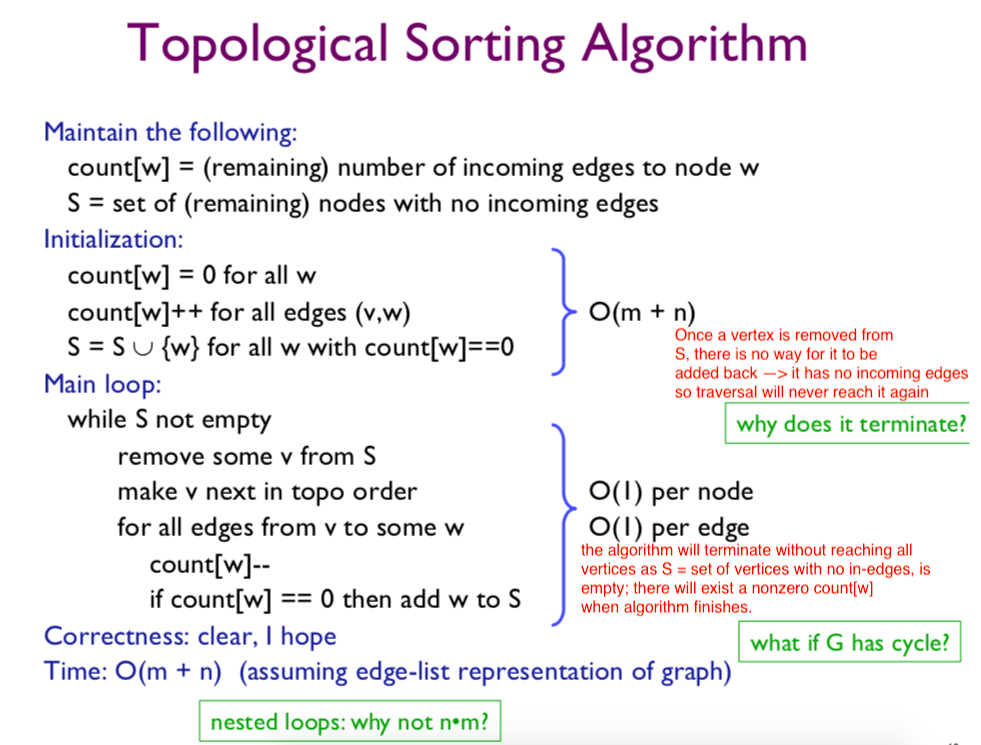 Topological Sorting Algorithm
Maintain the following:
count[w] = (remaining) number of incoming edges to node w
S = set of (remaining) nodes with no incoming edges
Initialization:
count[w] = 0 for all w
count[w]++ for all edges (v,w)
S = S ∪ {w} for all w with count[w]==0
O(m + n)
Once a vertex is removed from
S, there is no way for it to be
added back —> it has no incoming edges
so traversal will never reach it again
why does it terminate?
Main loop:
while S not empty
remove some v from S
make v next in topo order
for all edges from v to some w
count[w]--
if count[w] == 0 then add w to S
O(1) per node
O(1) per edge
the algorithm will terminate without reaching all
vertices as S = set of vertices with no in-edges, is
empty; there will exist a nonzero count[w]
when algorithm finishes.
what if G has cycle?
Correctness: clear, I hope
Time: O(m + n) (assuming edge-list representation of graph)
nested loops: why not n•m?